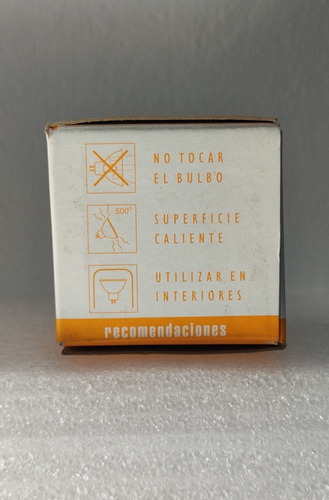 NO TOCAR
EL BULBO
500°
SUPERFICIE
CALIENTE
UTILIZAR EN
INTERIORES
recomendaciones